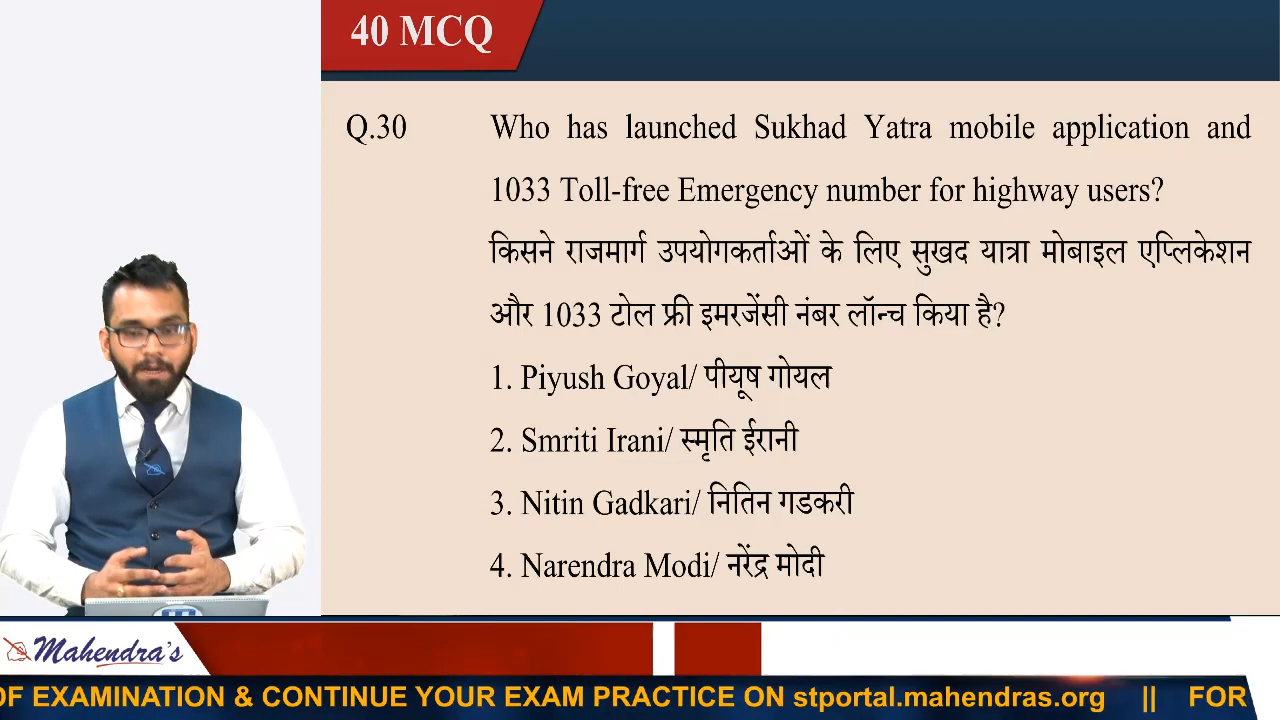 40 MCQ
Q.30 Who has launched Sukhad Yatra mobile application and
1033 Toll-free Emergency number for highway users?
किसने राजमार्ग उपयोगकर्ताओं के लिए सुखद यात्रा मोबाइल एप्लिकेशन
और 1033 टोल फ्री इमरजेंसी नंबर लॉन्च किया है?
1. Piyush Goyal/ पीयूष गोयल
2. Smriti Irani/ स्मृति ईरानी
3. Nitin Gadkari/ नितिन गडकरी
4. Narendra Modi/ नरेंद्र मोदी
Mahendra's
OF EXAMINATION & CONTINUE YOUR EXAM PRACTICE ON stportal.mahendras.org || FOR